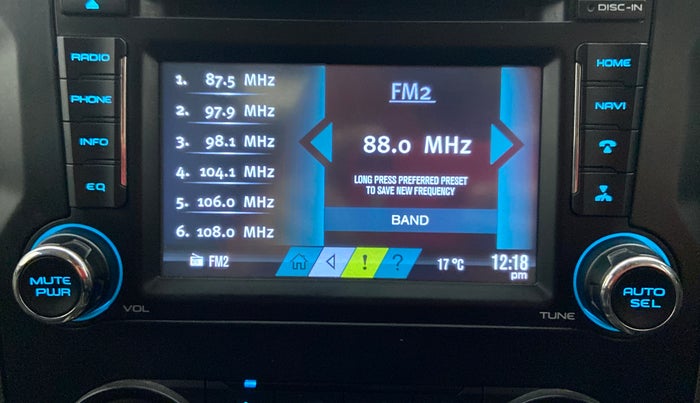 DISC-IN
RADIO
PHONE
INFO
EQ
1. 87.5 MHz
2. 97.9 MHz
3. 98.1 MHz
4. 104.1 MHz
5. 106.0 MHz
6. 108.0 MHz
FM2
88.0 MHz
LONG PRESS PREFERRED PRESET
TO SAVE NEW FREQUENCY
BAND
FM2
! ?
17 °C
12:18
pm
HOME
NAVI
MUTE
PWR
VOL
AUTO
SEL
TUNE